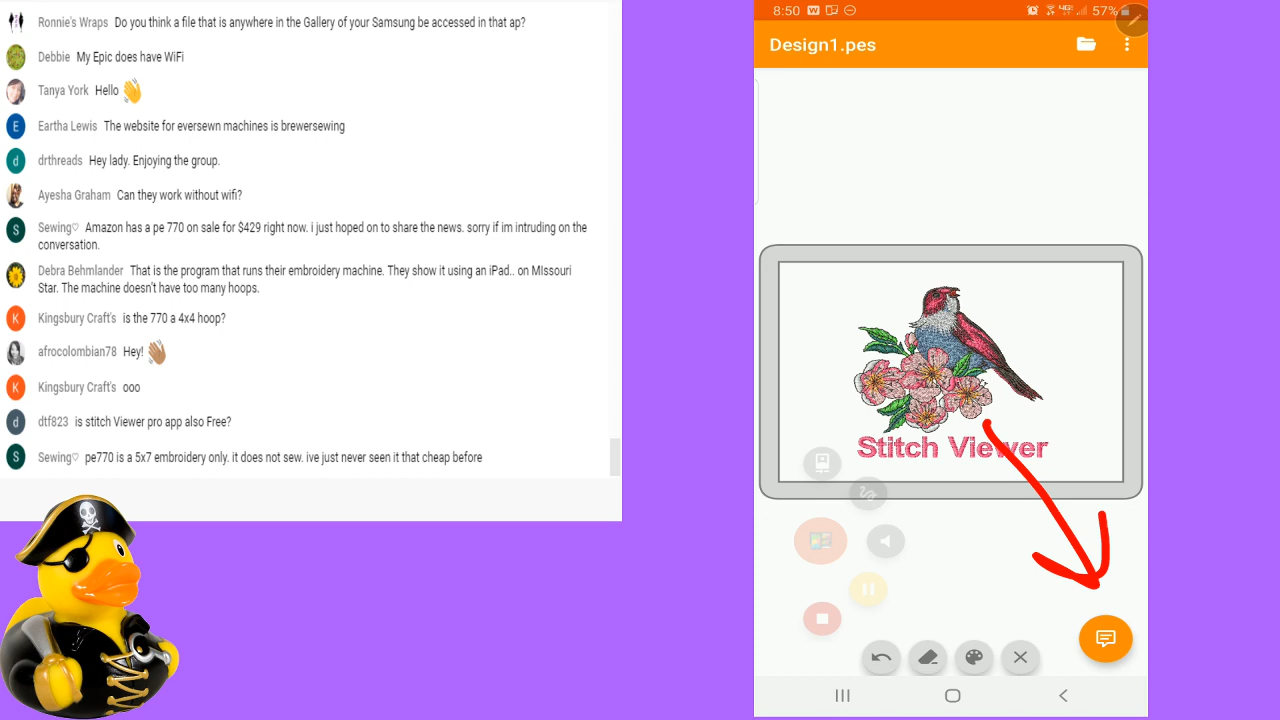 Ronnie's Wraps Do you think a file that is anywhere in the Gallery of your Samsung be accessed in that ap?
Debbie My Epic does have WiFi
Tanya York Hello 👋
E Eartha Lewis The website for eversewn machines is brewersewing
d drthreads Hey lady. Enjoying the group.
Ayesha Graham Can they work without wifi?
S Sewing♡ Amazon has a pe 770 on sale for $429 right now. i just hoped on to share the news. sorry if im intruding on the
conversation.
Debra Behmlander That is the program that runs their embroidery machine. They show it using an iPad.. on MIssouri
Star. The machine doesn't have too many hoops.
K Kingsbury Craft's is the 770 a 4x4 hoop?
afrocolombian78 Hey! 👋🏽
K Kingsbury Craft's ooo
d dtf823 is stitch Viewer pro app also Free?
S Sewing♡ pe770 is a 5x7 embroidery only. it does not sew. ive just never seen it that cheap before
8:50 W 4G 57%
Design1.pes
Stitch Viewer